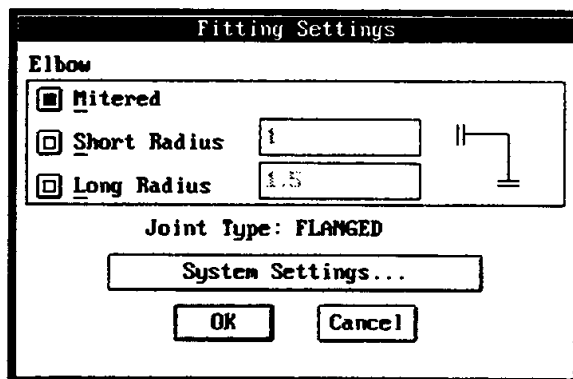 Fitting Settings
Elbow
Mitered
Short Radius 1
Long Radius 1.5
Joint Type: FLANGED
System Settings...
OK Cancel